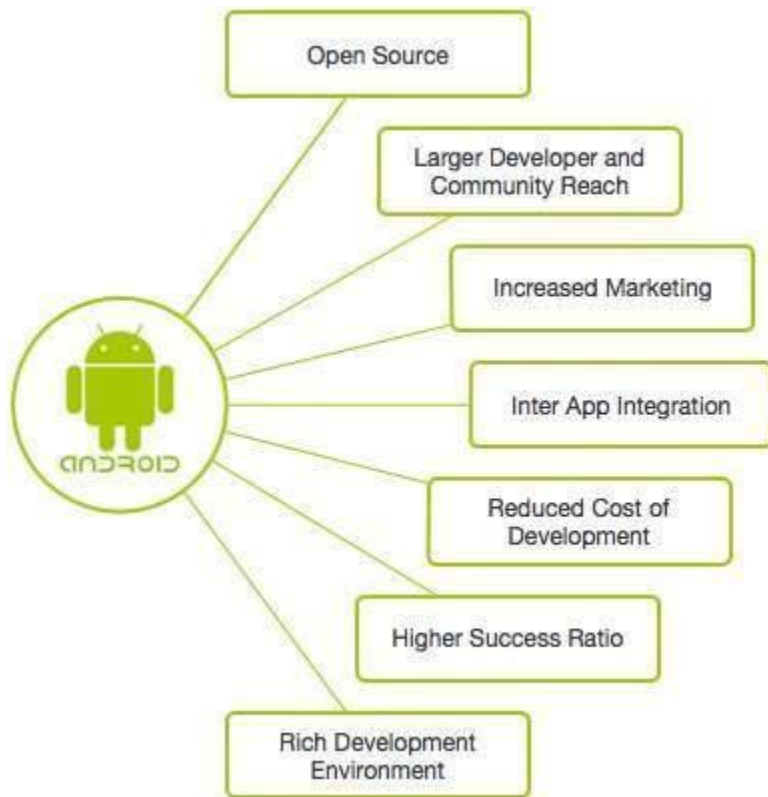 Open Source
Larger Developer and
Community Reach
Increased Marketing
Inter App Integration
ANDROID
Reduced Cost of
Development
Higher Success Ratio
Rich Development
Environment